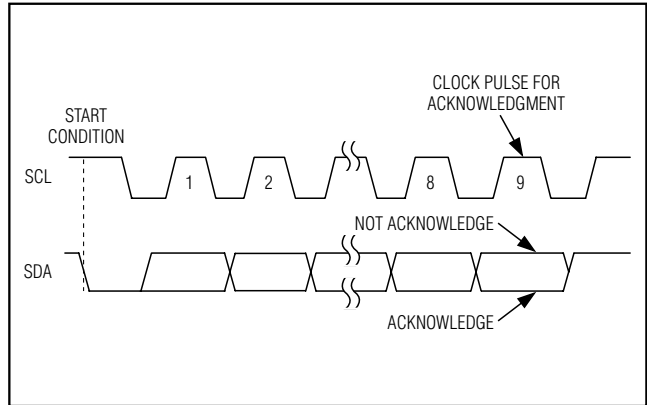 CLOCK PULSE FOR
ACKNOWLEDGMENT
START
CONDITION
SCL
1
2
8
9
NOT ACKNOWLEDGE
SDA
ACKNOWLEDGE